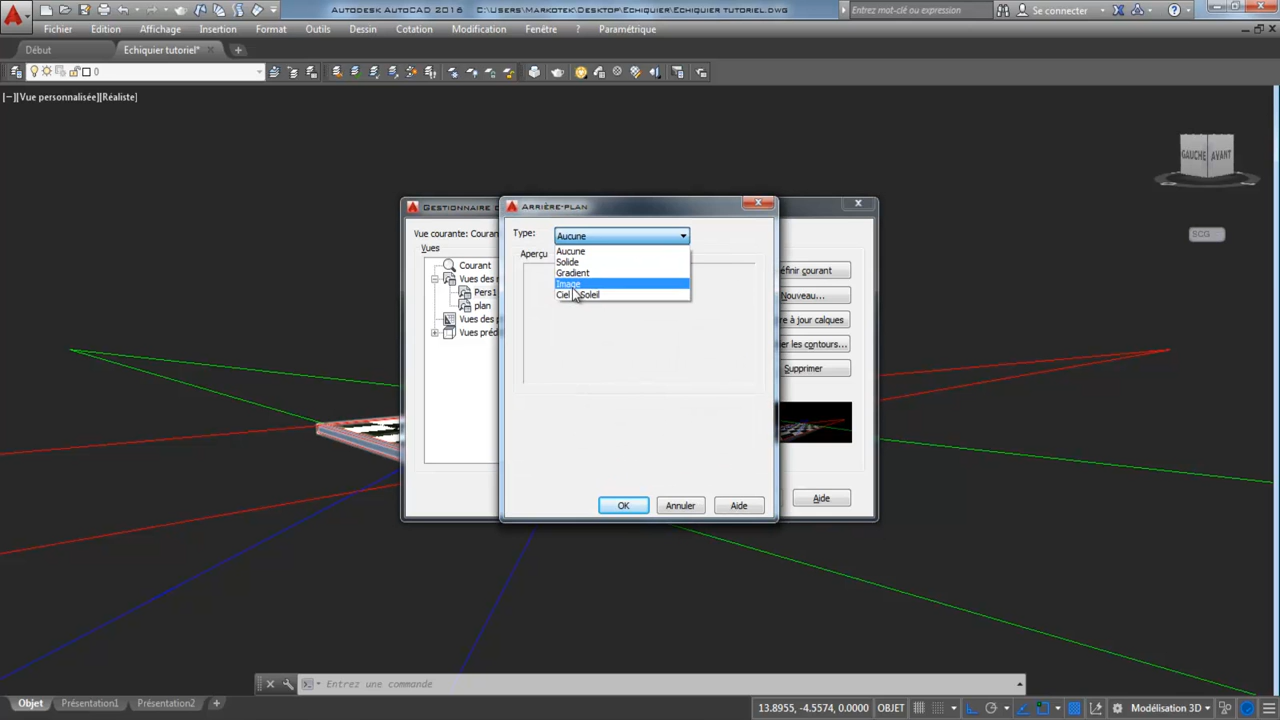 Autodesk AutoCAD 2016 C:\Users\Markotek\Desktop\Echiquier\Echiquier tutoriel.dwg
Entrez mot-clé ou expression
Se connecter
Fichier Edition Affichage Insertion Format Outils Dessin Cotation Modification Fenêtre ? Paramétrique
Début Echiquier tutoriel*
0
[−][Vue personnalisée][Réaliste]
GAUCHE AVANT
SCG
Gestionnaire
Arrière-plan
Vue courante: Couran
Vues
Courant
Vues des
Pers1
plan
Vues des
Vues préd
Type: Aucune
Aperçu
Aucune
Solide
Gradient
Image
Ciel Soleil
OK Annuler Aide
éfinir courant
Nouveau...
re à jour calques
er les contours...
Supprimer
Aide
Entrez une commande
Objet Présentation1 Présentation2 +
13.8955, -4.5574, 0.0000 OBJET Modélisation 3D